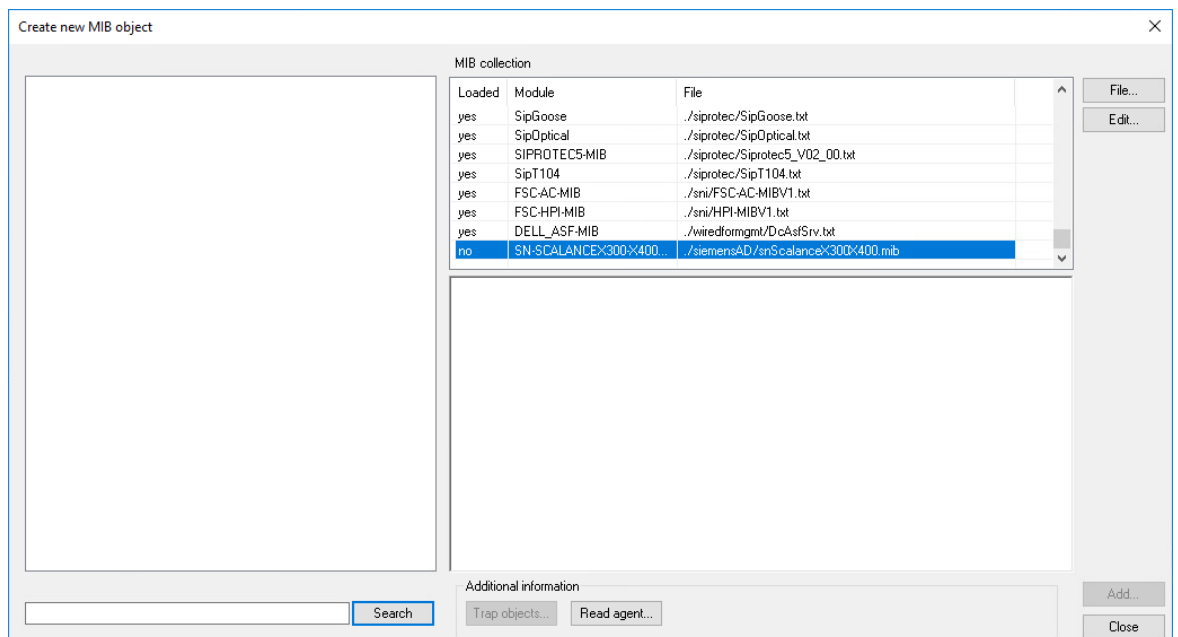 Create new MIB object
MIB collection
Loaded Module File
yes SipGoose ./siprotec/SipGoose.txt
yes SipOptical ./siprotec/SipOptical.txt
yes SIPROTEC5-MIB ./siprotec/Siprotec5_V02_00.txt
yes SipT104 ./siprotec/SipT104.txt
yes FSC-AC-MIB ./sni/FSC-AC-MIBV1.txt
yes FSC-HPI-MIB ./sni/HPI-MIBV1.txt
yes DELL_ASF-MIB ./wiredformgmt/DcAsfSrv.txt
no SN-SCALANCEX300-X400... ./siemensAD/snScalanceX300X400.mib
File...
Edit...
Search
Additional information
Trap objects... Read agent...
Add...
Close